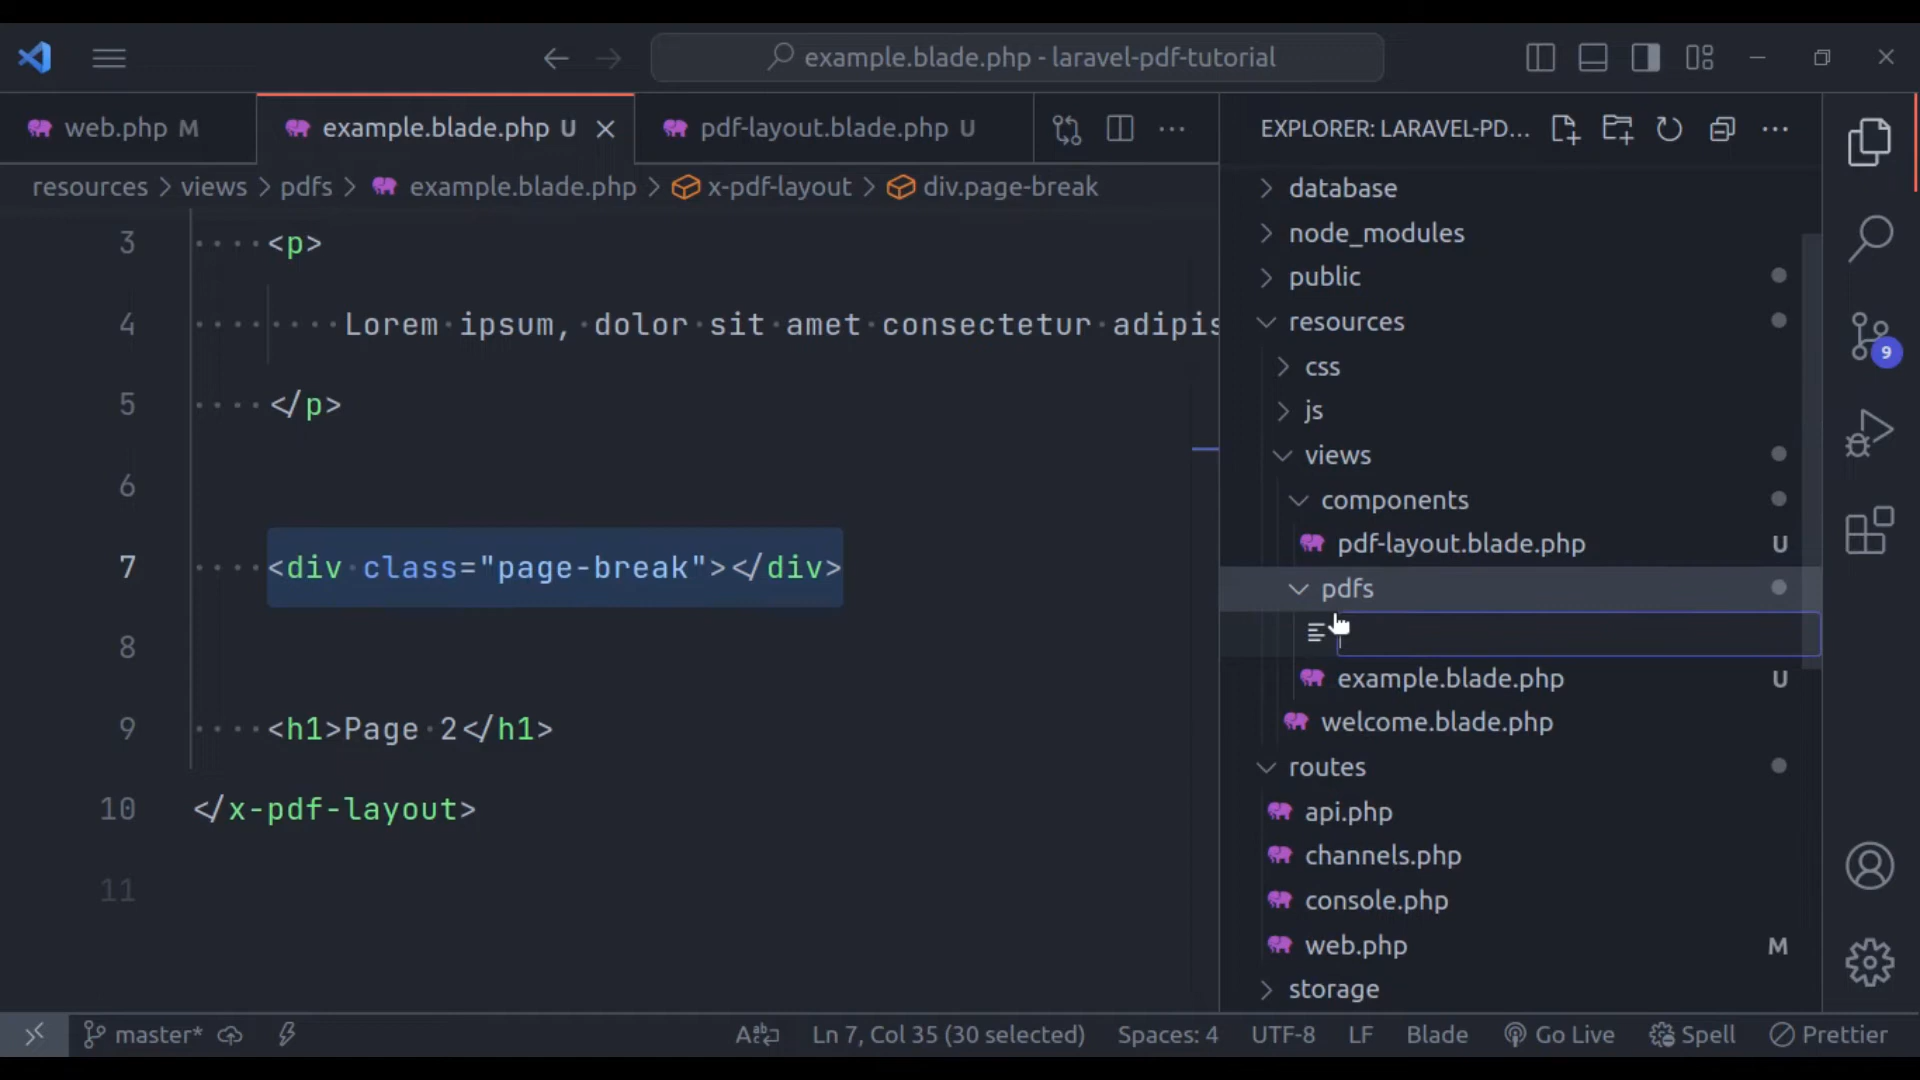 example.blade.php - laravel-pdf-tutorial
web.php M
example.blade.php U
pdf-layout.blade.php U
resources > views > pdfs > example.blade.php > x-pdf-layout > div.page-break
3 <p>
4 Lorem ipsum, dolor sit amet consectetur adipis
5 </p>
6
7 <div class="page-break"></div>
8
9 <h1>Page 2</h1>
10 </x-pdf-layout>
11
EXPLORER: LARAVEL-PD...
database
node_modules
public
resources
css
js
views
components
pdf-layout.blade.php U
pdfs
example.blade.php U
welcome.blade.php
routes
api.php
channels.php
console.php
web.php M
storage
9
master*
Ln 7, Col 35 (30 selected)
Spaces: 4
UTF-8
LF
Blade
Go Live
Spell
Prettier